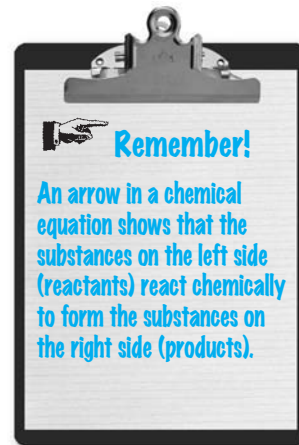 Remember!
An arrow in a chemical
equation shows that the
substances on the left side
(reactants) react chemically
to form the substances on
the right side (products).